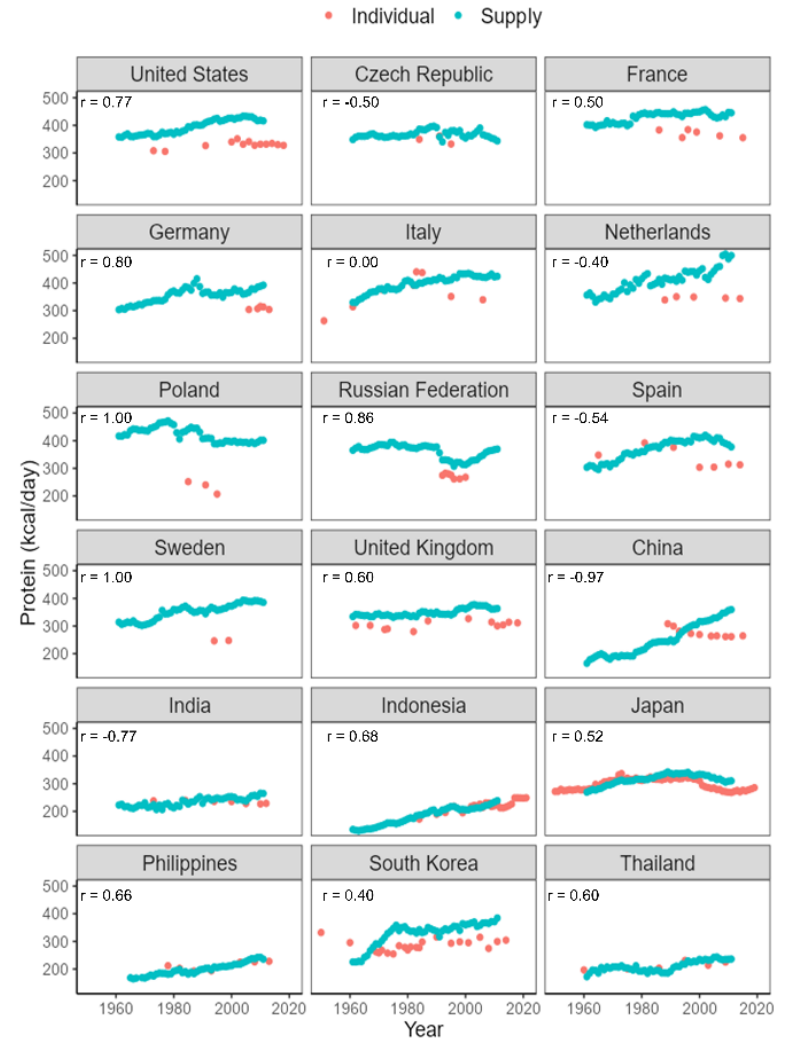 Individual Supply
United States Czech Republic France
r = 0.77 r = -0.50 r = 0.50
500
400
300
200
Germany Italy Netherlands
r = 0.80 r = 0.00 r = -0.40
500
400
300
200
Poland Russian Federation Spain
r = 1.00 r = 0.86 r = -0.54
500
400
300
200
Sweden United Kingdom China
r = 1.00 r = 0.60 r = -0.97
500
400
300
200
India Indonesia Japan
r = -0.77 r = 0.68 r = 0.52
500
400
300
200
Philippines South Korea Thailand
r = 0.66 r = 0.40 r = 0.60
500
400
300
200
1960 1980 2000 2020 1960 1980 2000 2020 1960 1980 2000 2020
Year
Protein (kcal/day)